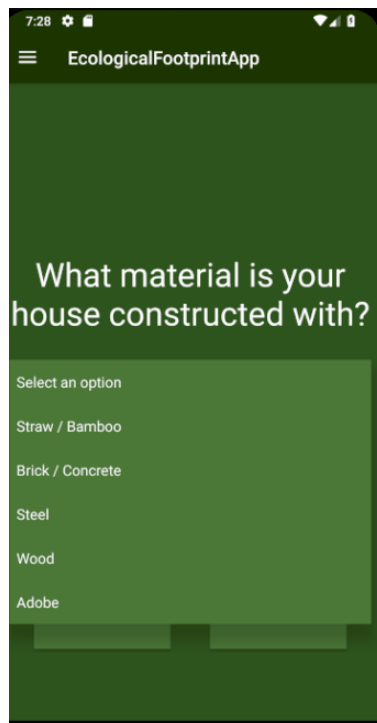 7:28
EcologicalFootprintApp
What material is your
house constructed with?
Select an option
Straw / Bamboo
Brick / Concrete
Steel
Wood
Adobe